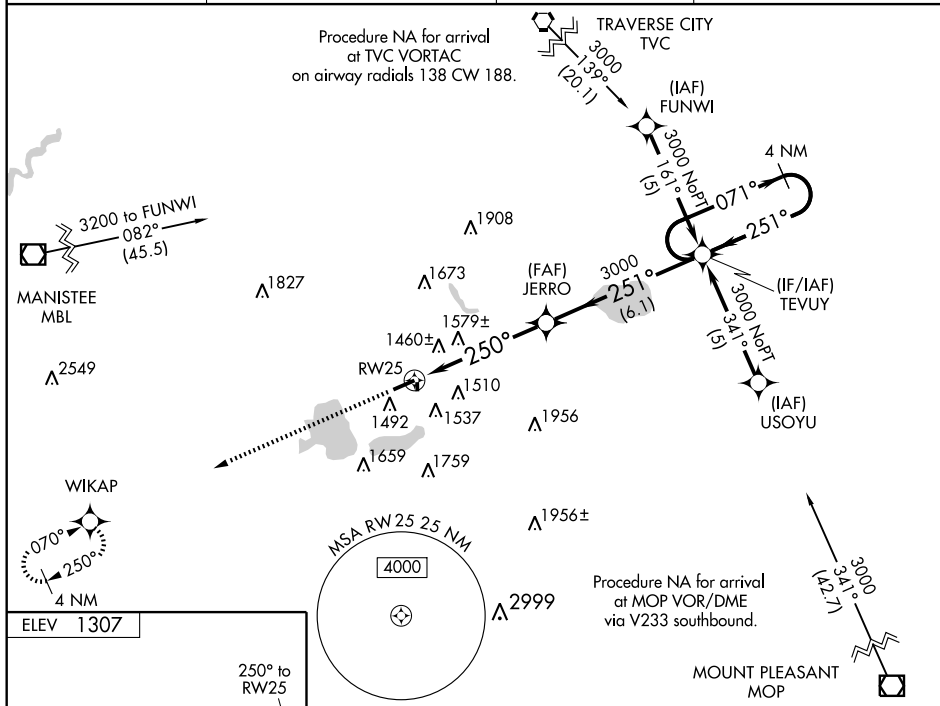 Procedure NA for arrival
at TVC VORTAC
on airway radials 138 CW 188.
TRAVERSE CITY
TVC
3000
139°
(20.1)
(IAF)
FUNWI
3000 NoPT
161°
(5)
4 NM
071°
251°
3200 to FUNWI
082°
(45.5)
MANISTEE
MBL
1908
1827
1673
(FAF)
JERRO
3000
251°
(6.1)
(IF/IAF)
TEVUY
3000 NoPT
341°
(5)
(IAF)
USOYU
1579±
1460±
250°
RW25
2549
1510
1492
1537
1956
1659
1759
WIKAP
070°
250°
4 NM
1956±
MSA RW25 25 NM
4000
2999
Procedure NA for arrival
at MOP VOR/DME
via V233 southbound.
3000
341°
(42.7)
MOUNT PLEASANT
MOP
ELEV 1307
250° to
RW25